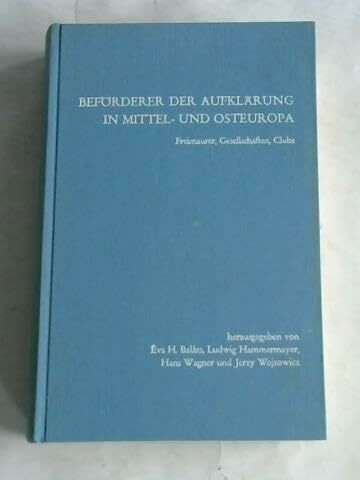 BEFÖRDERER DER AUFKLÄRUNG
IN MITTEL- UND OSTEUROPA
Freimaurer, Gesellschaften, Clubs
herausgegeben von
Éva H. Balázs, Ludwig Hammermayer,
Hans Wagner und Jerzy Wojtowicz